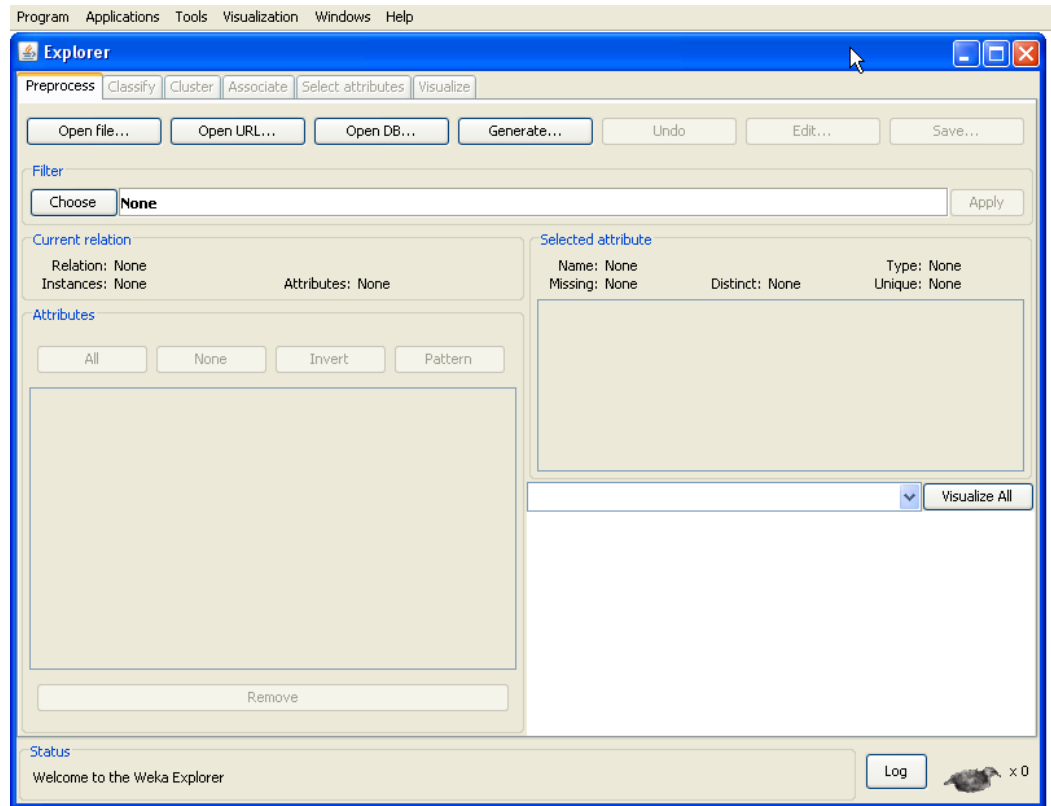 Program Applications Tools Visualization Windows Help
Explorer
Preprocess Classify Cluster Associate Select attributes Visualize
Open file... Open URL... Open DB... Generate... Undo Edit... Save...
Filter
Choose None Apply
Current relation
Relation: None
Instances: None Attributes: None
Selected attribute
Name: None Type: None
Missing: None Distinct: None Unique: None
Attributes
All None Invert Pattern
Visualize All
Remove
Status
Welcome to the Weka Explorer
Log x 0